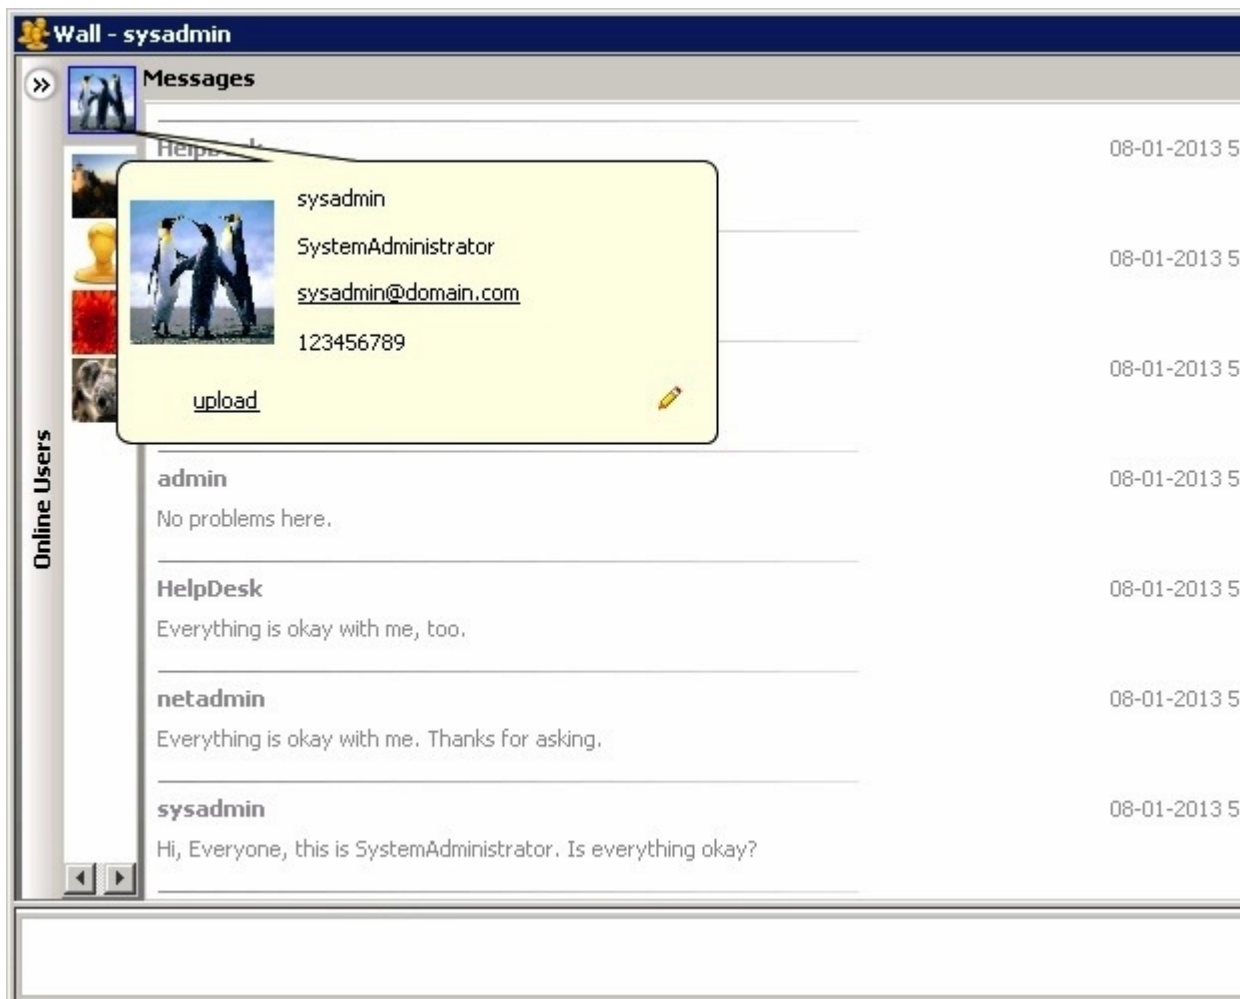 Wall - sysadmin
Messages
08-01-2013 5
sysadmin
SystemAdministrator
sysadmin@domain.com
123456789
upload
08-01-2013 5
08-01-2013 5
Online Users
admin
08-01-2013 5
No problems here.
HelpDesk
08-01-2013 5
Everything is okay with me, too.
netadmin
08-01-2013 5
Everything is okay with me. Thanks for asking.
sysadmin
08-01-2013 5
Hi, Everyone, this is SystemAdministrator. Is everything okay?